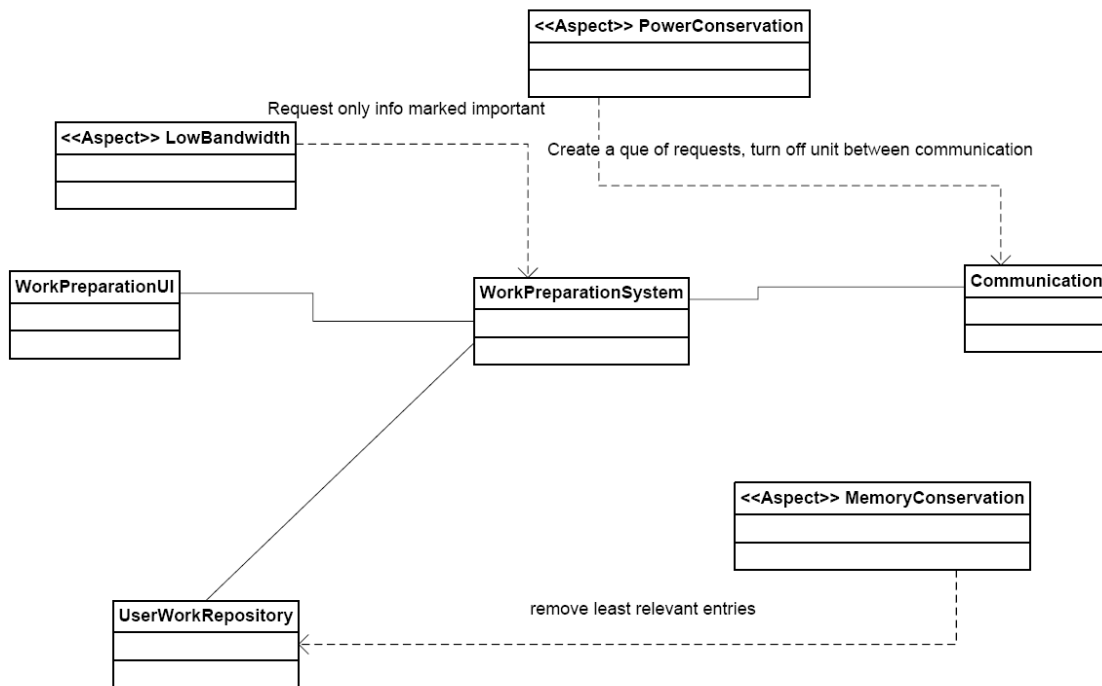 <<Aspect>> PowerConservation
Request only info marked important
<<Aspect>> LowBandwidth
Create a que of requests, turn off unit between communication
WorkPreparationUI
WorkPreparationSystem
Communication
<<Aspect>> MemoryConservation
UserWorkRepository
remove least relevant entries